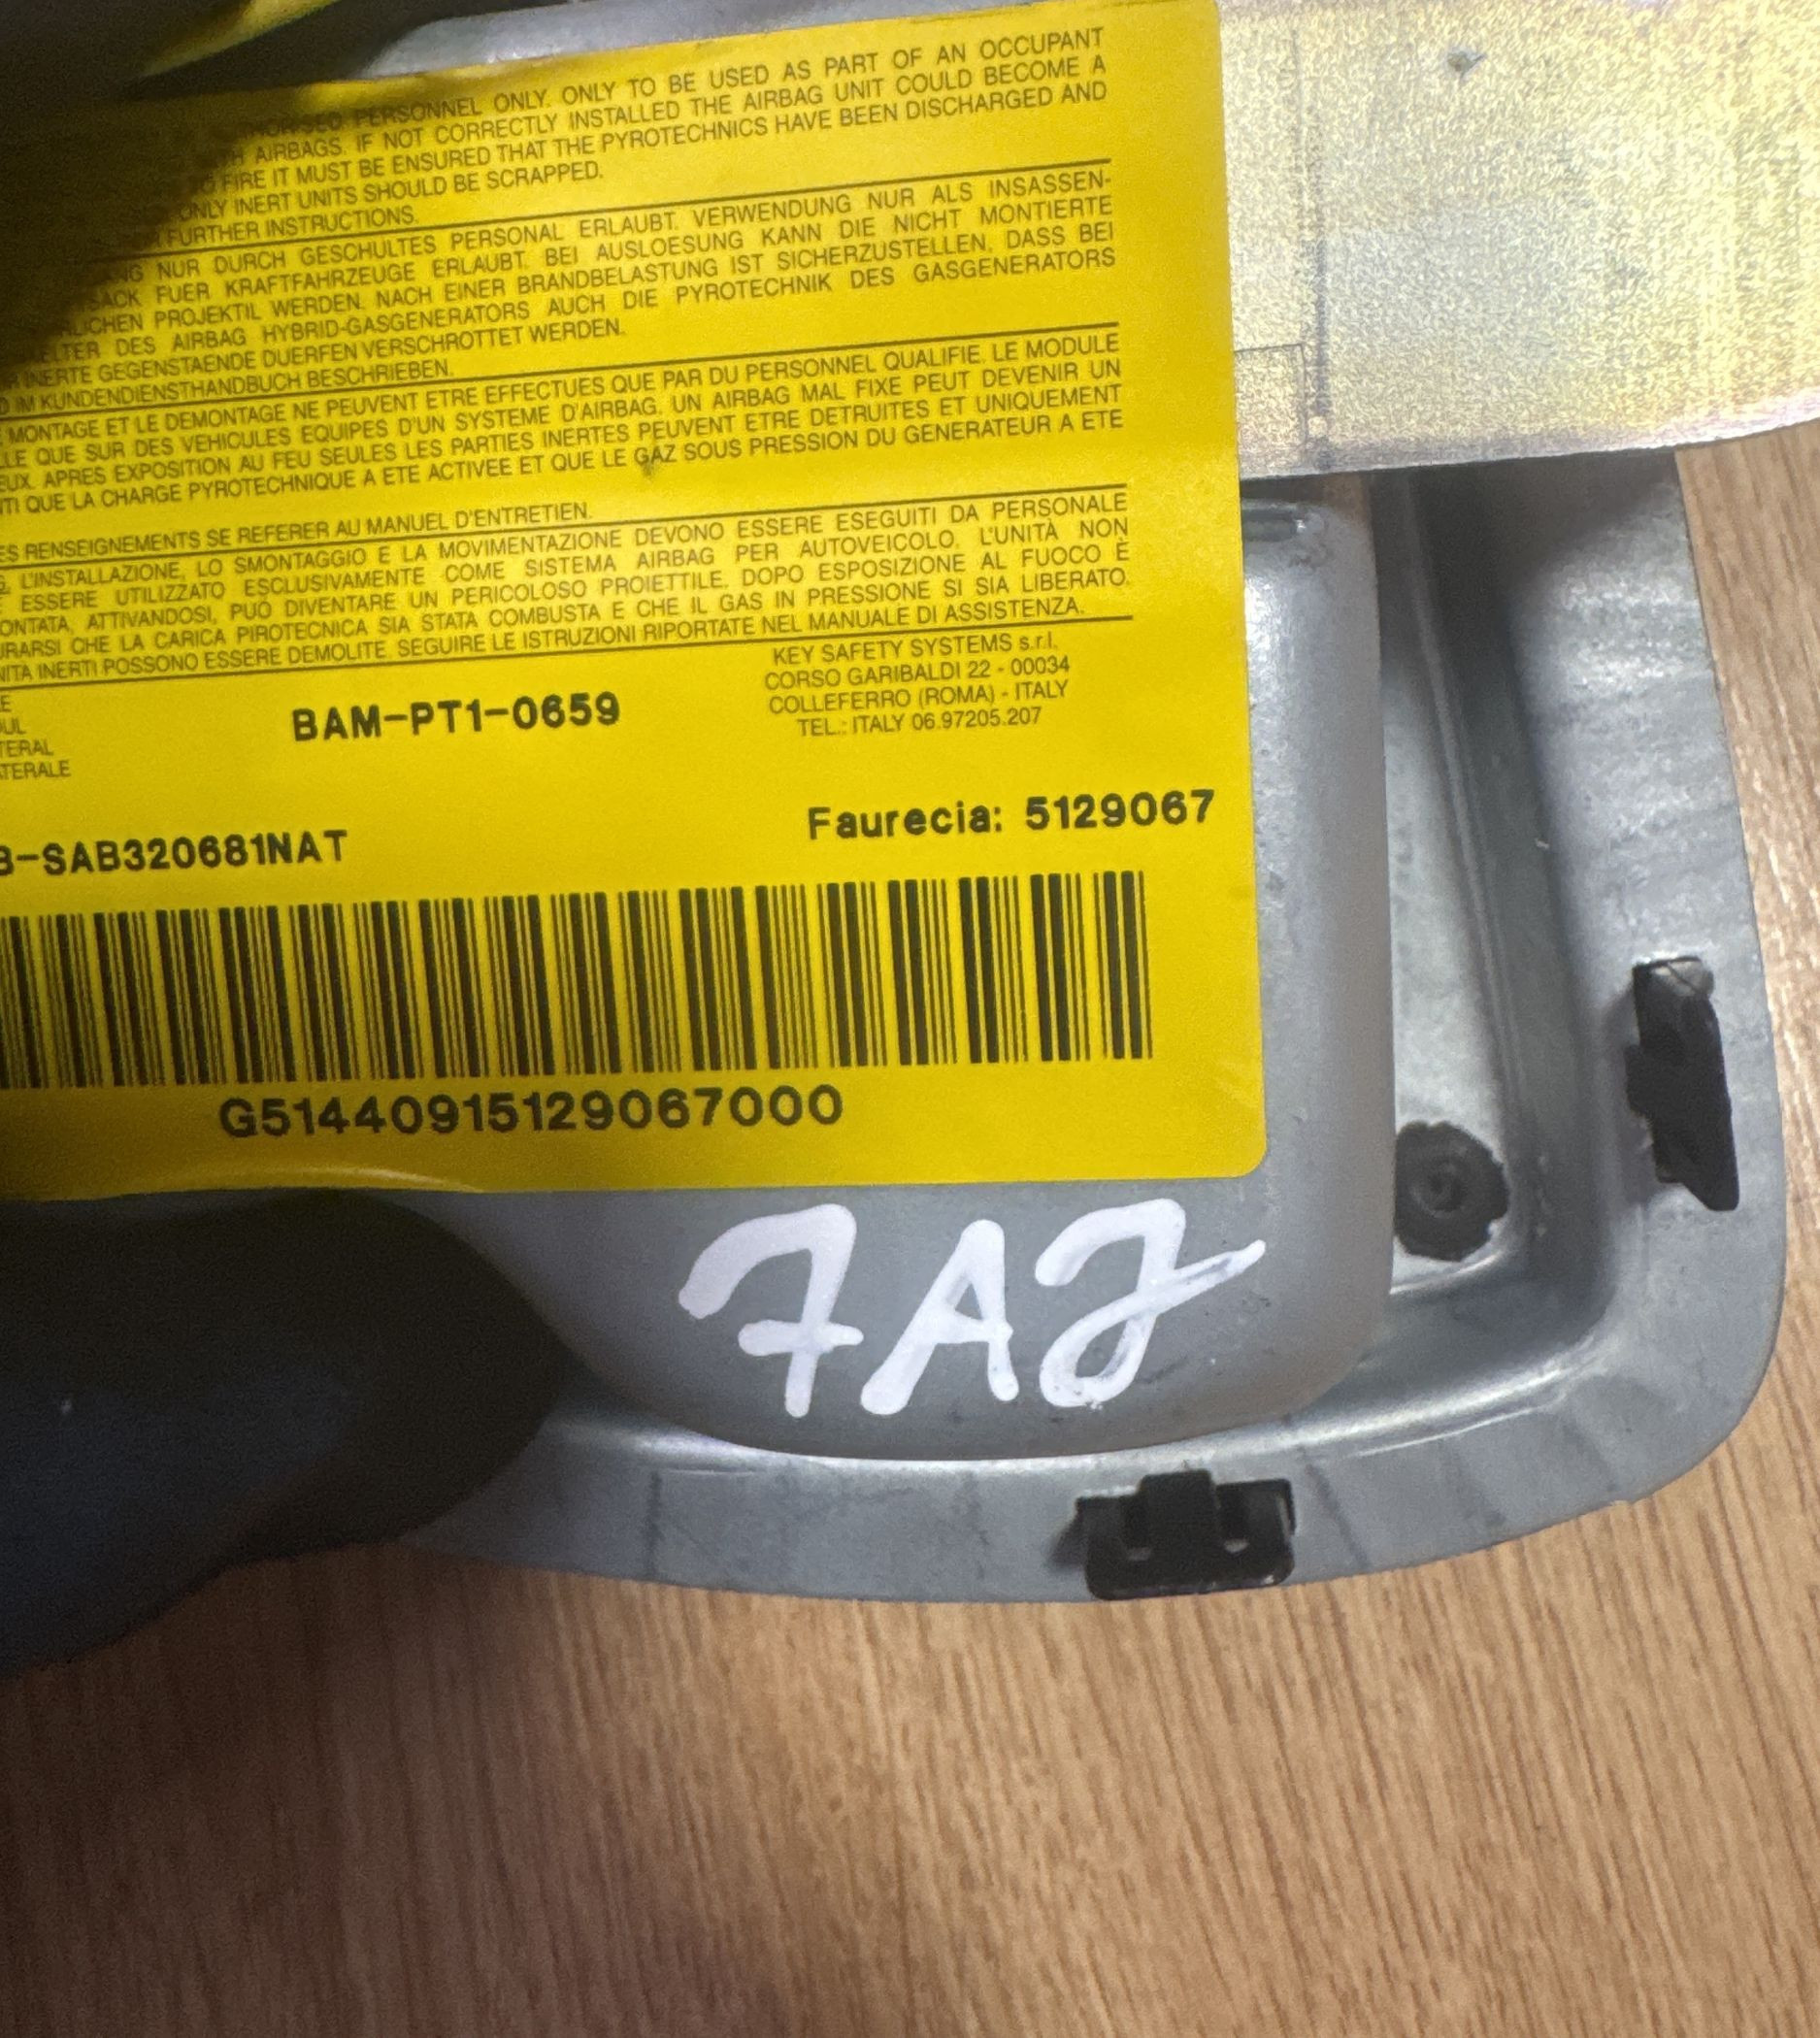 PERSONNEL ONLY. ONLY TO BE USED AS PART OF AN OCCUPANT
AIRBAGS. IF NOT CORRECTLY INSTALLED THE AIRBAG UNIT COULD BECOME A
FIRE IT MUST BE ENSURED THAT THE PYROTECHNICS HAVE BEEN DISCHARGED AND
ONLY INERT UNITS SHOULD BE SCRAPPED.
FURTHER INSTRUCTIONS.
NUR DURCH GESCHULTES PERSONAL ERLAUBT. VERWENDUNG NUR ALS INSASSEN-
SACK FUER KRAFTFAHRZEUGE ERLAUBT. BEI AUSLOESUNG KANN DIE NICHT MONTIERTE
RLICHEN PROJEKTIL WERDEN. NACH EINER BRANDBELASTUNG IST SICHERZUSTELLEN, DASS BEI
ELTER DES AIRBAG HYBRID-GASGENERATORS AUCH DIE PYROTECHNIK DES GASGENERATORS
INERTE GEGENSTAENDE DUERFEN VERSCHROTTET WERDEN.
D IM KUNDENDIENSTHANDBUCH BESCHRIEBEN.
MONTAGE ET LE DEMONTAGE NE PEUVENT ETRE EFFECTUES QUE PAR DU PERSONNEL QUALIFIE. LE MODULE
LLE QUE SUR DES VEHICULES EQUIPES D'UN SYSTEME D'AIRBAG. UN AIRBAG MAL FIXE PEUT DEVENIR UN
EUX. APRES EXPOSITION AU FEU SEULES LES PARTIES INERTES PEUVENT ETRE DETRUITES ET UNIQUEMENT
NTI QUE LA CHARGE PYROTECHNIQUE A ETE ACTIVEE ET QUE LE GAZ SOUS PRESSION DU GENERATEUR A ETE
ES RENSEIGNEMENTS SE REFERER AU MANUEL D'ENTRETIEN.
L'INSTALLAZIONE, LO SMONTAGGIO E LA MOVIMENTAZIONE DEVONO ESSERE ESEGUITI DA PERSONALE
ESSERE UTILIZZATO ESCLUSIVAMENTE COME SISTEMA AIRBAG PER AUTOVEICOLO. L'UNITÀ NON
ONTATA, ATTIVANDOSI, PUÒ DIVENTARE UN PERICOLOSO PROIETTILE. DOPO ESPOSIZIONE AL FUOCO È
URARSI CHE LA CARICA PIROTECNICA SIA STATA COMBUSTA E CHE IL GAS IN PRESSIONE SI SIA LIBERATO.
NITA INERTI POSSONO ESSERE DEMOLITE. SEGUIRE LE ISTRUZIONI RIPORTATE NEL MANUALE DI ASSISTENZA.
KEY SAFETY SYSTEMS s.r.l.
CORSO GARIBALDI 22 - 00034
COLLEFERRO (ROMA) - ITALY
TEL.: ITALY 06.97205.207
E
UL
TERAL
ATERALE
BAM-PT1-0659
Faurecia: 5129067
B-SAB320681NAT
G51440915129067000
7AJ